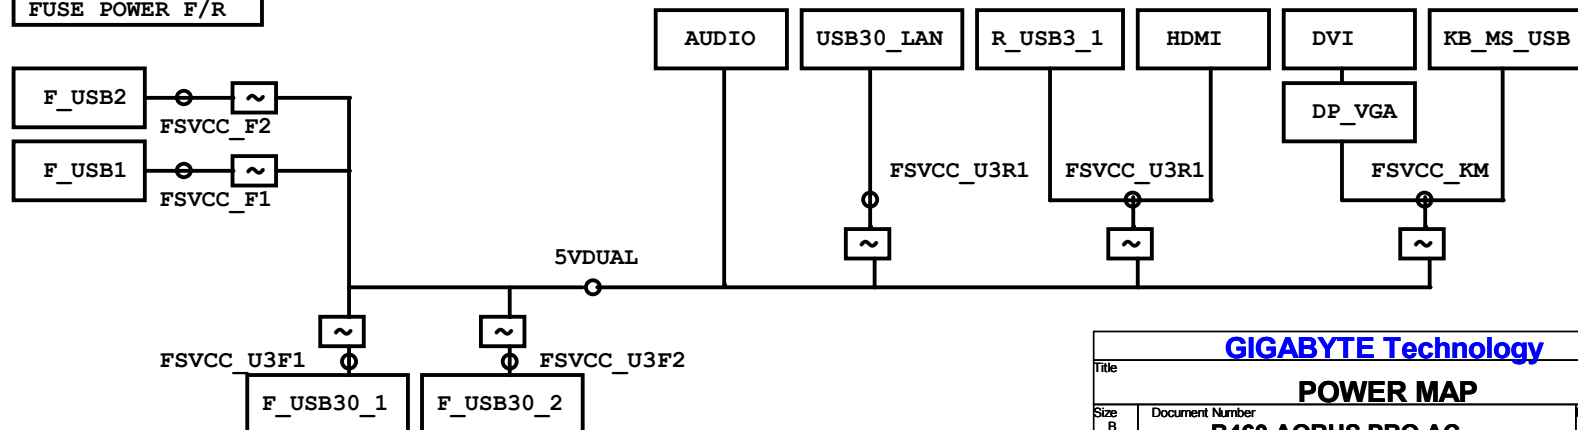 FUSE POWER F/R
AUDIO
USB30_LAN
R_USB3_1
HDMI
DVI
KB_MS_USB
F_USB2
~
DP_VGA
FSVCC_F2
F_USB1
~
FSVCC_U3R1
FSVCC_U3R1
FSVCC_KM
FSVCC_F1
~
~
~
5VDUAL
~
~
FSVCC_U3F1
FSVCC_U3F2
F_USB30_1
F_USB30_2
GIGABYTE Technology
Title
POWER MAP
Size
Document Number
B